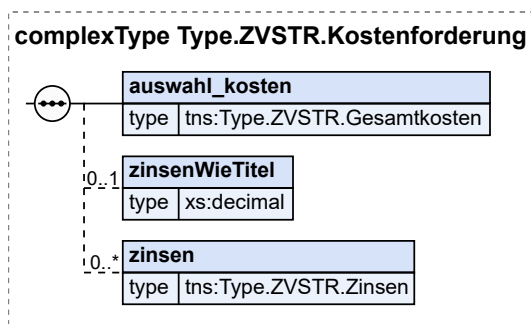 complexType Type.ZVSTR.Kostenforderung
auswahl_kosten
type tns:Type.ZVSTR.Gesamtkosten
0..1
zinsenWieTitel
type xs:decimal
0..*
zinsen
type tns:Type.ZVSTR.Zinsen